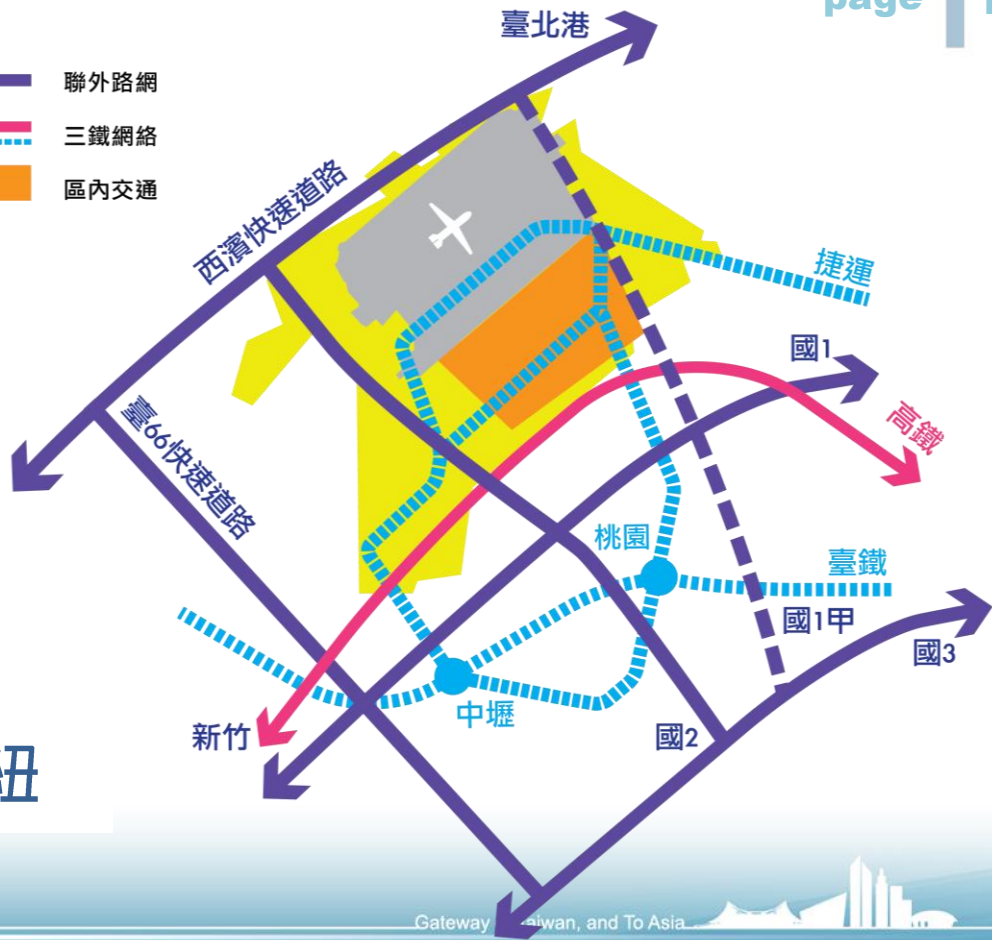 page
臺北港
聯外路網
三鐵網絡
區內交通
西濱快速道路
捷運
國1
高鐵
臺66快速道路
桃園
臺鐵
國1甲
國3
中壢
新竹
國2
紐
Gateway
aiwan, and To Asia